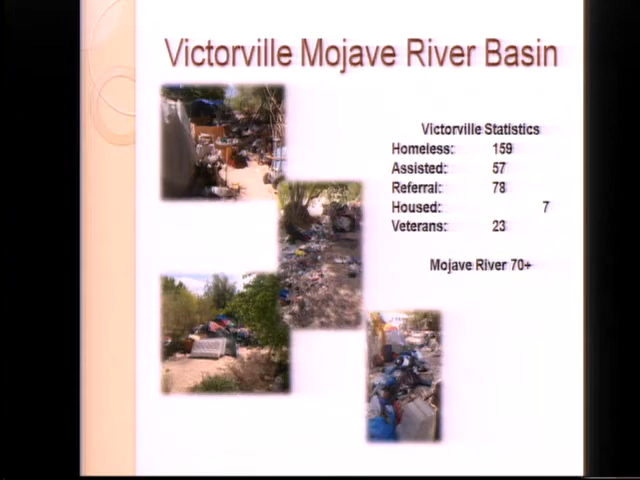 Victorville Mojave River Basin
Victorville Statistics
Homeless: 159
Assisted: 57
Referral: 78
Housed: 7
Veterans: 23
Mojave River 70+